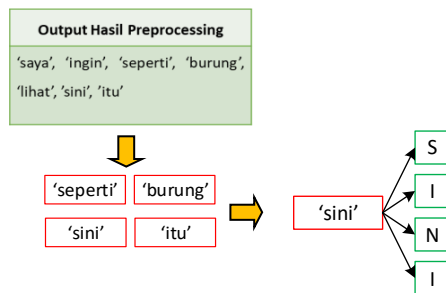 Output Hasil Preprocessing
‘saya’, ‘ingin’, ‘seperti’, ‘burung’,
‘lihat’,’sini’, ’itu’
‘seperti’ ‘burung’
‘sini’ ‘itu’
‘sini’
S
I
N
I